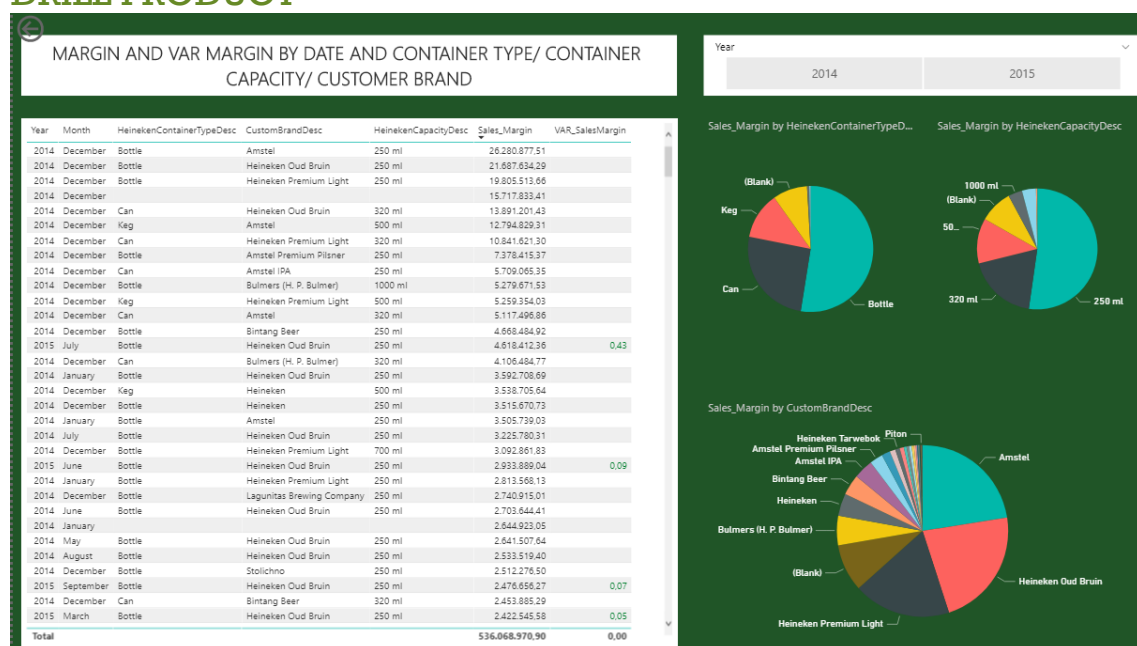 DRILL PRODUCT
MARGIN AND VAR MARGIN BY DATE AND CONTAINER TYPE/ CONTAINER
CAPACITY/ CUSTOMER BRAND
Year Month HeinekenContainerTypeDesc CustomBrandDesc HeinekenCapacityDesc Sales_Margin VAR_SalesMargin
2014 December Bottle Amstel 250 ml 26.280.877,51
2014 December Bottle Heineken Oud Bruin 250 ml 21.687.634,29
2014 December Bottle Heineken Premium Light 250 ml 19.805.513,66
2014 December 15.717.833,41
2014 December Can Heineken Oud Bruin 320 ml 13.891.201,43
2014 December Keg Amstel 500 ml 12.794.829,31
2014 December Can Heineken Premium Light 320 ml 10.841.621,30
2014 December Bottle Amstel Premium Pilsner 250 ml 7.378.415,37
2014 December Can Amstel IPA 250 ml 5.709.065,35
2014 December Bottle Bulmers (H. P. Bulmer) 1000 ml 5.279.671,53
2014 December Keg Heineken Premium Light 500 ml 5.259.354,03
2014 December Can Amstel 320 ml 5.117.496,86
2014 December Bottle Bintang Beer 250 ml 4.668.484,92
2015 July Bottle Heineken Oud Bruin 250 ml 4.618.412,36 0,43
2014 December Can Bulmers (H. P. Bulmer) 320 ml 4.106.484,77
2014 January Bottle Heineken Oud Bruin 250 ml 3.592.708,69
2014 December Keg Heineken 500 ml 3.538.705,64
2014 December Bottle Heineken 250 ml 3.515.670,73
2014 January Bottle Amstel 250 ml 3.505.739,03
2014 July Bottle Heineken Oud Bruin 250 ml 3.225.780,31
2014 December Bottle Heineken Premium Light 700 ml 3.092.861,83
2015 June Bottle Heineken Oud Bruin 250 ml 2.933.889,04 0,09
2014 January Bottle Heineken Premium Light 250 ml 2.813.568,13
2014 December Bottle Lagunitas Brewing Company 250 ml 2.740.915,01
2014 June Bottle Heineken Oud Bruin 250 ml 2.703.644,41
2014 January 2.644.923,05
2014 May Bottle Heineken Oud Bruin 250 ml 2.641.507,64
2014 August Bottle Heineken Oud Bruin 250 ml 2.533.519,40
2014 December Bottle Stolichno 250 ml 2.512.276,50
2015 September Bottle Heineken Oud Bruin 250 ml 2.476.656,27 0,07
2014 December Can Bintang Beer 320 ml 2.453.885,29
2015 March Bottle Heineken Oud Bruin 250 ml 2.422.545,58 0,05
Total 536.068.970,90 0,00
Year
2014 2015
Sales_Margin by HeinekenContainerTypeD...
(Blank)
Keg
Can
Bottle
Sales_Margin by HeinekenCapacityDesc
1000 ml
(Blank)
50...
320 ml
250 ml
Sales_Margin by CustomBrandDesc
Piton
Heineken Tarwebok
Amstel Premium Pilsner
Amstel IPA
Bintang Beer
Heineken
Bulmers (H. P. Bulmer)
(Blank)
Heineken Premium Light
Amstel
Heineken Oud Bruin